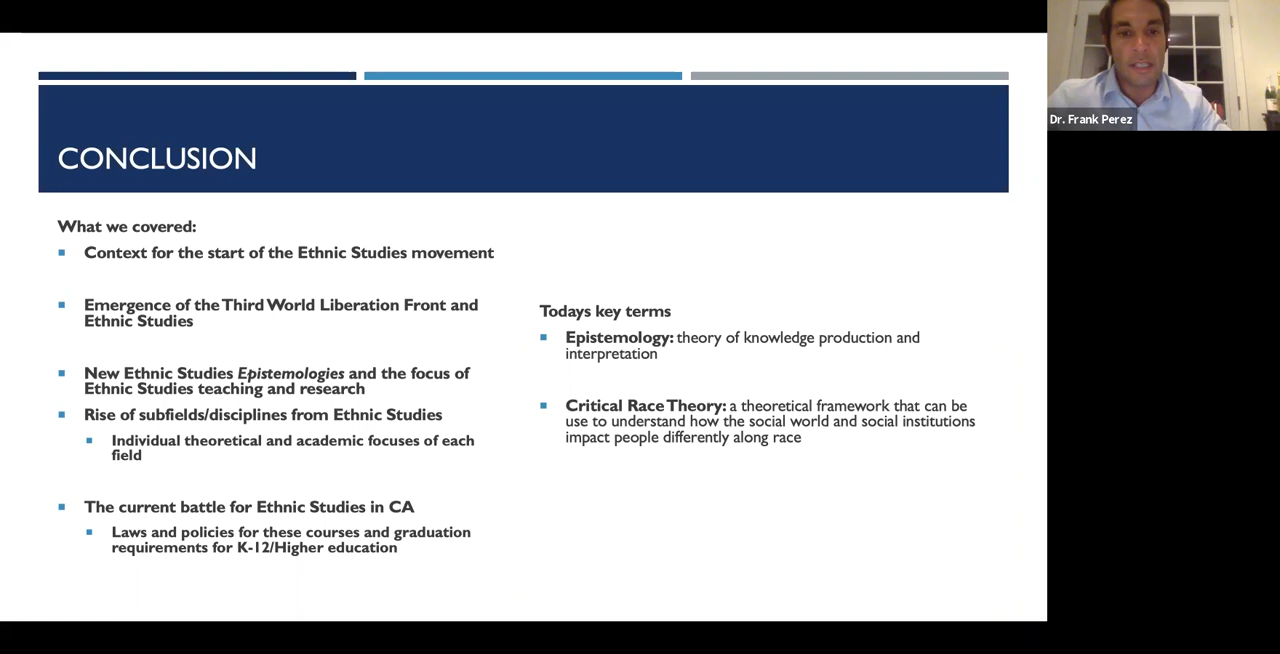 CONCLUSION
What we covered:
Context for the start of the Ethnic Studies movement
Emergence of the Third World Liberation Front and
Ethnic Studies
New Ethnic Studies Epistemologies and the focus of
Ethnic Studies teaching and research
Rise of subfields/disciplines from Ethnic Studies
Individual theoretical and academic focuses of each
field
The current battle for Ethnic Studies in CA
Laws and policies for these courses and graduation
requirements for K-12/Higher education
Todays key terms
Epistemology: theory of knowledge production and
interpretation
Critical Race Theory: a theoretical framework that can be
use to understand how the social world and social institutions
impact people differently along race
Dr. Frank Perez